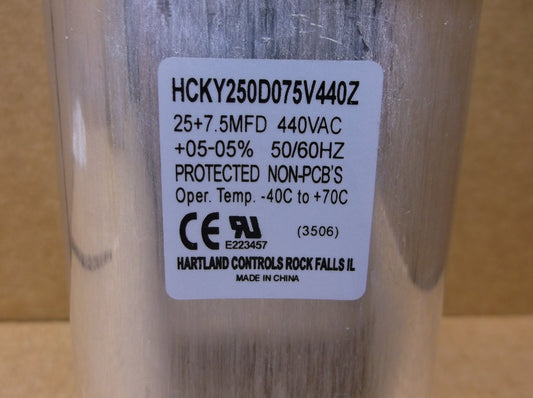 HCKY250D075V440Z
25+7.5MFD 440VAC
+05-05% 50/60HZ
PROTECTED NON-PCB'S
Oper. Temp. -40C to +70C
CE RU (3506)
E223457
HARTLAND CONTROLS ROCK FALLS IL
MADE IN CHINA